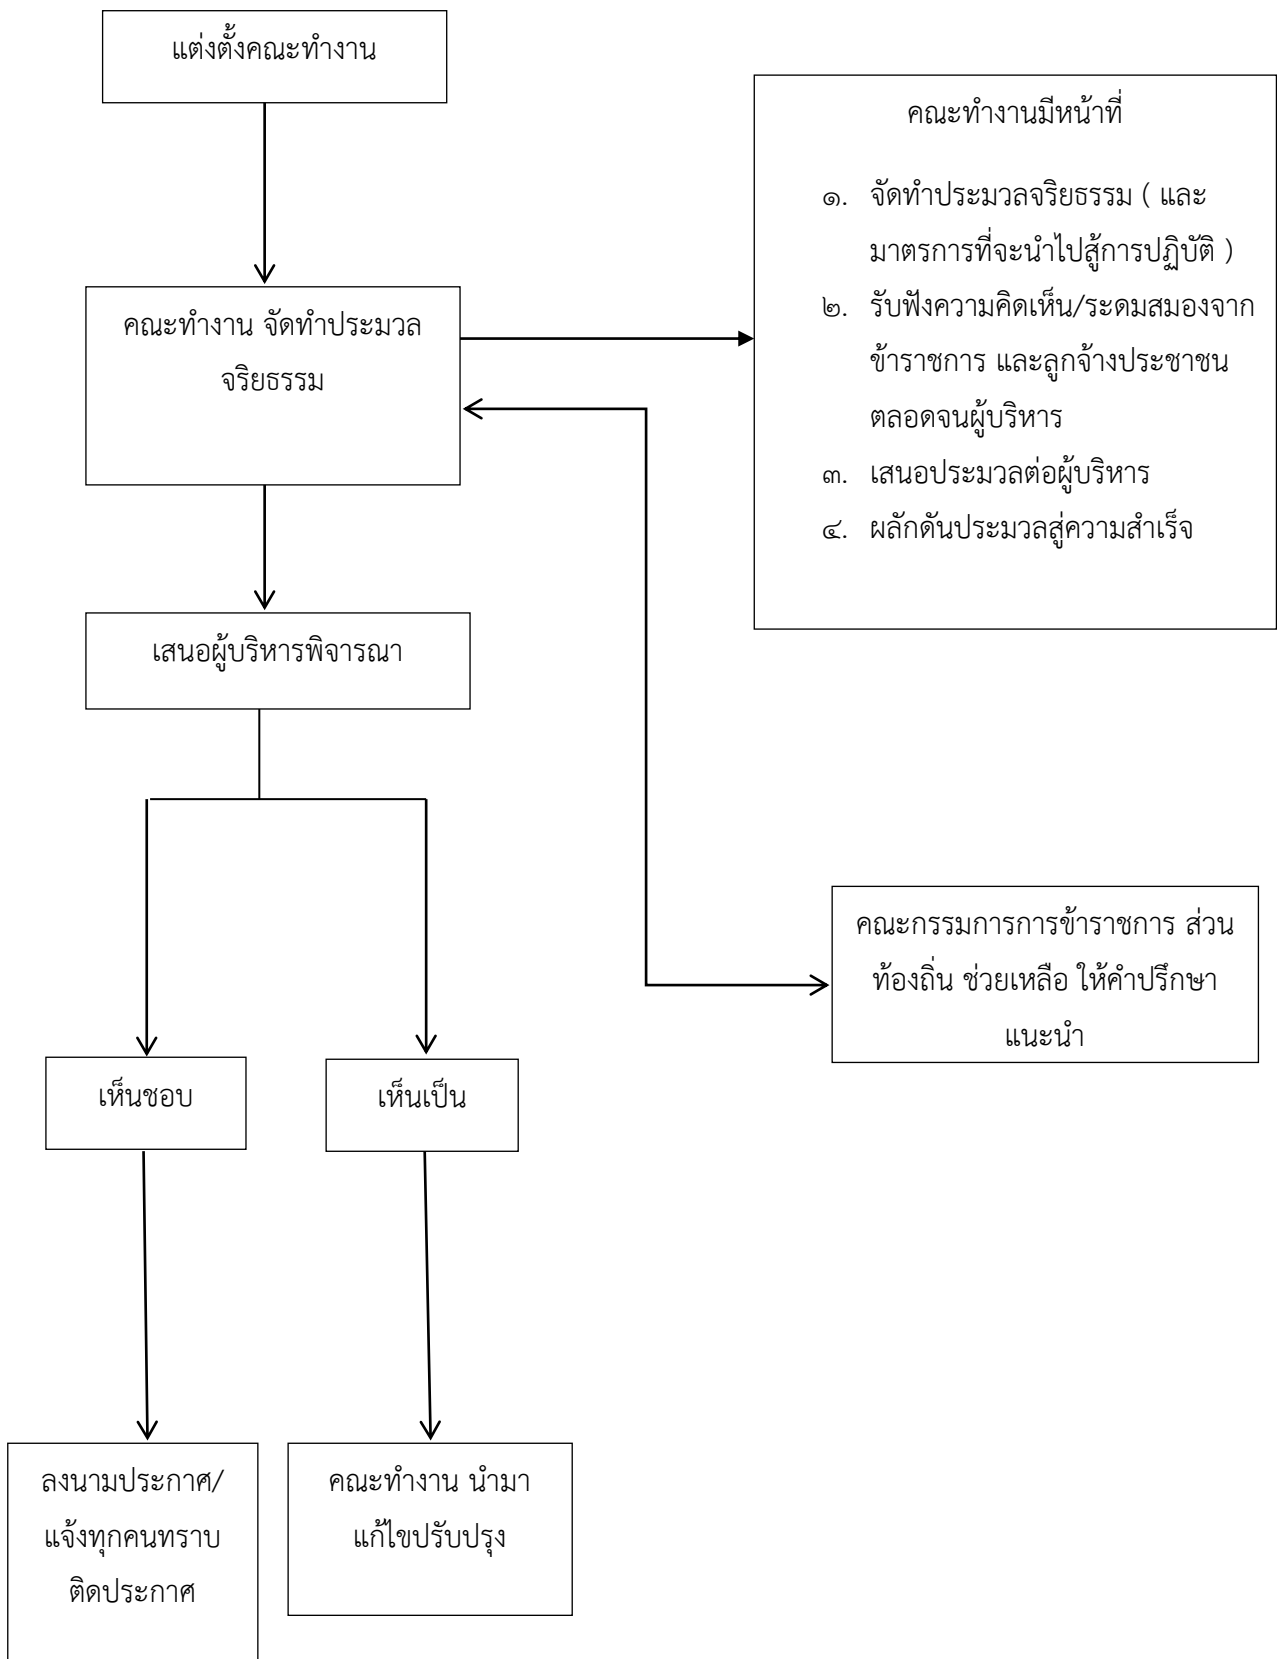 แต่งตั้งคณะทำงาน
คณะทำงานมีหน้าที่
๑. จัดทำประมวลจริยธรรม ( และ
มาตรการที่จะนำไปสู้การปฏิบัติ )
๒. รับฟังความคิดเห็น/ระดมสมองจาก
ข้าราชการ และลูกจ้างประชาชน
ตลอดจนผู้บริหาร
๓. เสนอประมวลต่อผู้บริหาร
๔. ผลักดันประมวลสู่ความสำเร็จ
คณะทำงาน จัดทำประมวล
จริยธรรม
เสนอผู้บริหารพิจารณา
คณะกรรมการการข้าราชการ ส่วน
ท้องถิ่น ช่วยเหลือ ให้คำปรึกษา
แนะนำ
เห็นชอบ
เห็นเป็น
ลงนามประกาศ/
แจ้งทุกคนทราบ
ติดประกาศ
คณะทำงาน นำมา
แก้ไขปรับปรุง